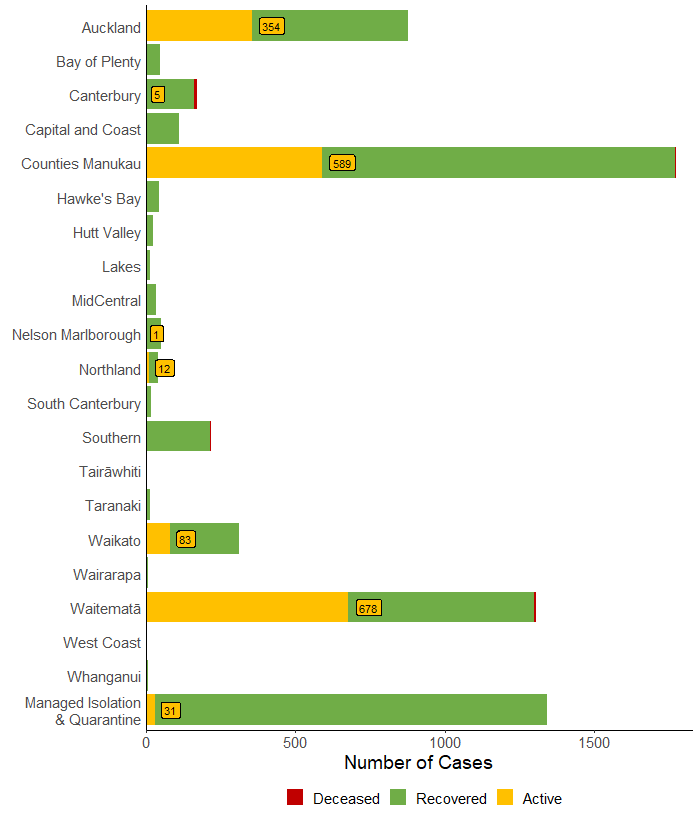 Auckland
354
Bay of Plenty
Canterbury
5
Capital and Coast
Counties Manukau
589
Hawke's Bay
Hutt Valley
Lakes
MidCentral
Nelson Marlborough
1
Northland
12
South Canterbury
Southern
Tairāwhiti
Taranaki
Waikato
83
Wairarapa
Waitematā
678
West Coast
Whanganui
Managed Isolation
& Quarantine
31
0 500 1000 1500
Number of Cases
Deceased Recovered Active